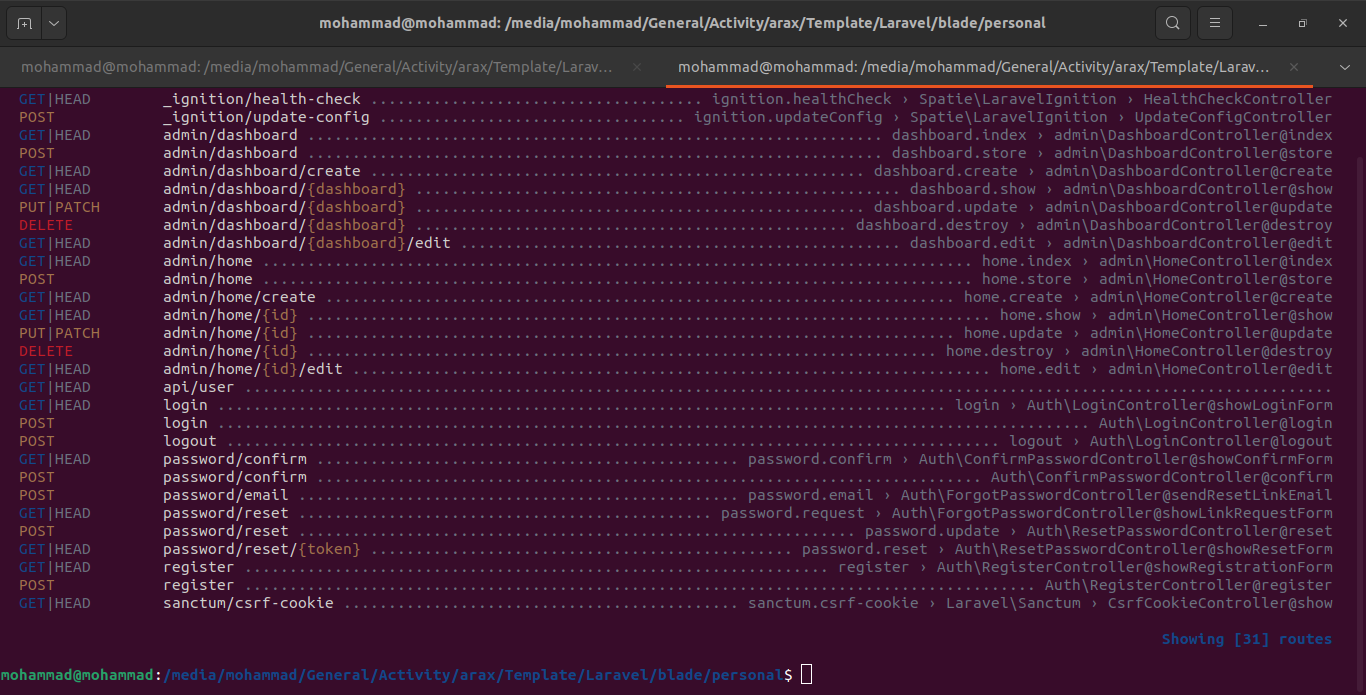 mohammad@mohammad: /media/mohammad/General/Activity/arax/Template/Laravel/blade/personal
mohammad@mohammad: /media/mohammad/General/Activity/arax/Template/Larav... × mohammad@mohammad: /media/mohammad/General/Activity/arax/Template/Larav... ×
GET|HEAD _ignition/health-check ..................................... ignition.healthCheck › Spatie\LaravelIgnition › HealthCheckController
POST _ignition/update-config .................................. ignition.updateConfig › Spatie\LaravelIgnition › UpdateConfigController
GET|HEAD admin/dashboard ................................................................ dashboard.index › admin\DashboardController@index
POST admin/dashboard ................................................................ dashboard.store › admin\DashboardController@store
GET|HEAD admin/dashboard/create ....................................................... dashboard.create › admin\DashboardController@create
GET|HEAD admin/dashboard/{dashboard} ...................................................... dashboard.show › admin\DashboardController@show
PUT|PATCH admin/dashboard/{dashboard} .................................................. dashboard.update › admin\DashboardController@update
DELETE admin/dashboard/{dashboard} ................................................ dashboard.destroy › admin\DashboardController@destroy
GET|HEAD admin/dashboard/{dashboard}/edit ................................................. dashboard.edit › admin\DashboardController@edit
GET|HEAD admin/home ............................................................................... home.index › admin\HomeController@index
POST admin/home ............................................................................... home.store › admin\HomeController@store
GET|HEAD admin/home/create ...................................................................... home.create › admin\HomeController@create
GET|HEAD admin/home/{id} ............................................................................ home.show › admin\HomeController@show
PUT|PATCH admin/home/{id} ........................................................................ home.update › admin\HomeController@update
DELETE admin/home/{id} ...................................................................... home.destroy › admin\HomeController@destroy
GET|HEAD admin/home/{id}/edit ....................................................................... home.edit › admin\HomeController@edit
GET|HEAD api/user .........................................................................................................................
GET|HEAD login ................................................................................. login › Auth\LoginController@showLoginForm
POST login ................................................................................................. Auth\LoginController@login
POST logout ...................................................................................... logout › Auth\LoginController@logout
GET|HEAD password/confirm ................................................ password.confirm › Auth\ConfirmPasswordController@showConfirmForm
POST password/confirm .......................................................................... Auth\ConfirmPasswordController@confirm
POST password/email ................................................. password.email › Auth\ForgotPasswordController@sendResetLinkEmail
GET|HEAD password/reset .............................................. password.request › Auth\ForgotPasswordController@showLinkRequestForm
POST password/reset .............................................................. password.update › Auth\ResetPasswordController@reset
GET|HEAD password/reset/{token} ............................................... password.reset › Auth\ResetPasswordController@showResetForm
GET|HEAD register ................................................................. register › Auth\RegisterController@showRegistrationForm
POST register ........................................................................................ Auth\RegisterController@register
GET|HEAD sanctum/csrf-cookie ............................................ sanctum.csrf-cookie › Laravel\Sanctum › CsrfCookieController@show
Showing [31] routes
mohammad@mohammad:/media/mohammad/General/Activity/arax/Template/Laravel/blade/personal$